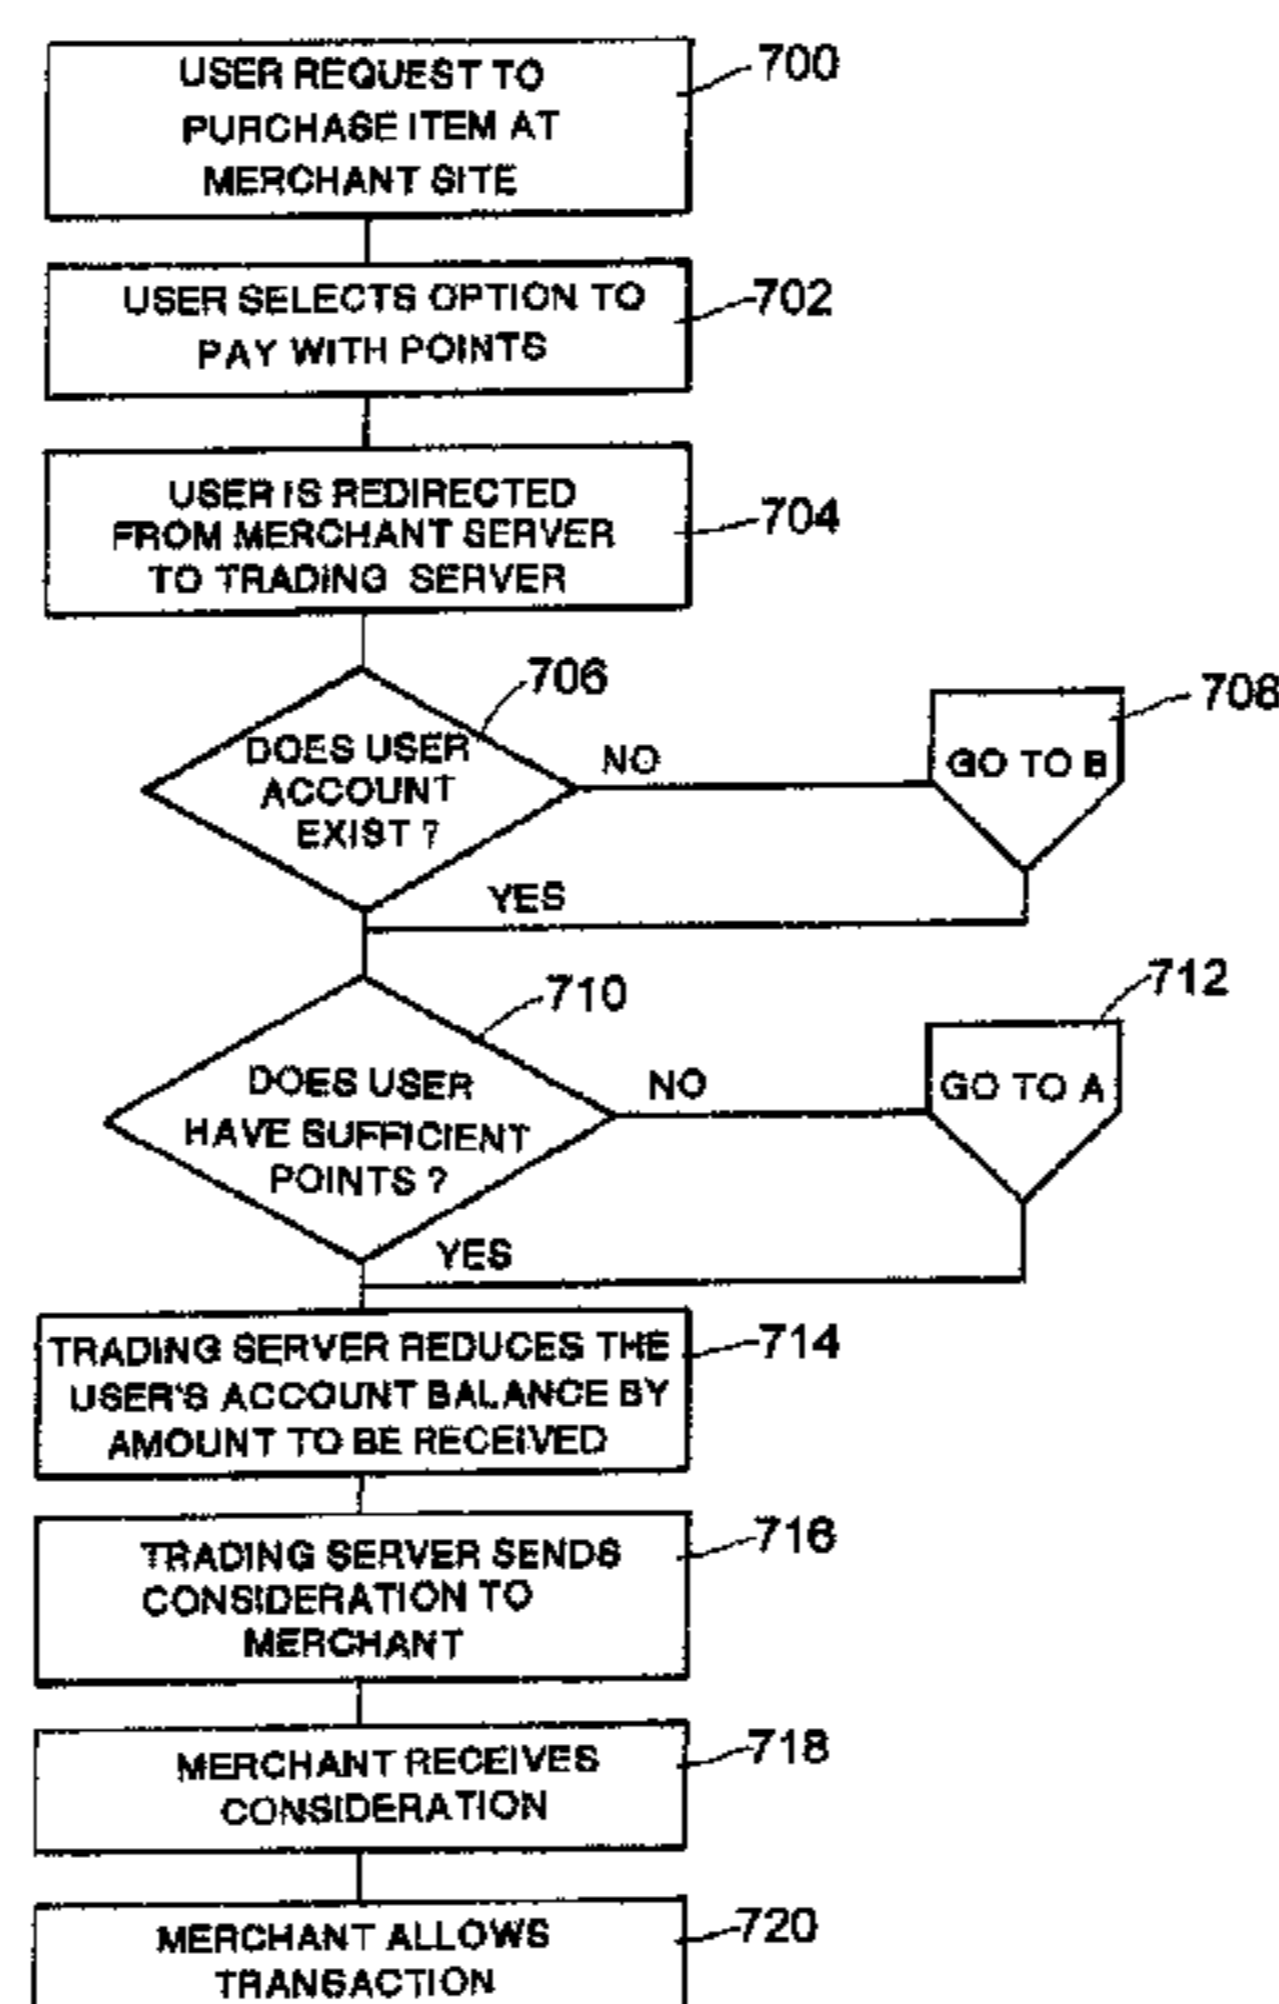 USER REQUEST TO
PURCHASE ITEM AT
MERCHANT SITE
700
USER SELECTS OPTION TO
PAY WITH POINTS
702
USER IS REDIRECTED
FROM MERCHANT SERVER
TO TRADING SERVER
704
DOES USER
ACCOUNT
EXIST ?
706
NO
GO TO B
708
YES
DOES USER
HAVE SUFFICIENT
POINTS ?
710
NO
GO TO A
712
YES
TRADING SERVER REDUCES THE
USER'S ACCOUNT BALANCE BY
AMOUNT TO BE RECEIVED
714
TRADING SERVER SENDS
CONSIDERATION TO
MERCHANT
716
MERCHANT RECEIVES
CONSIDERATION
718
MERCHANT ALLOWS
TRANSACTION
720